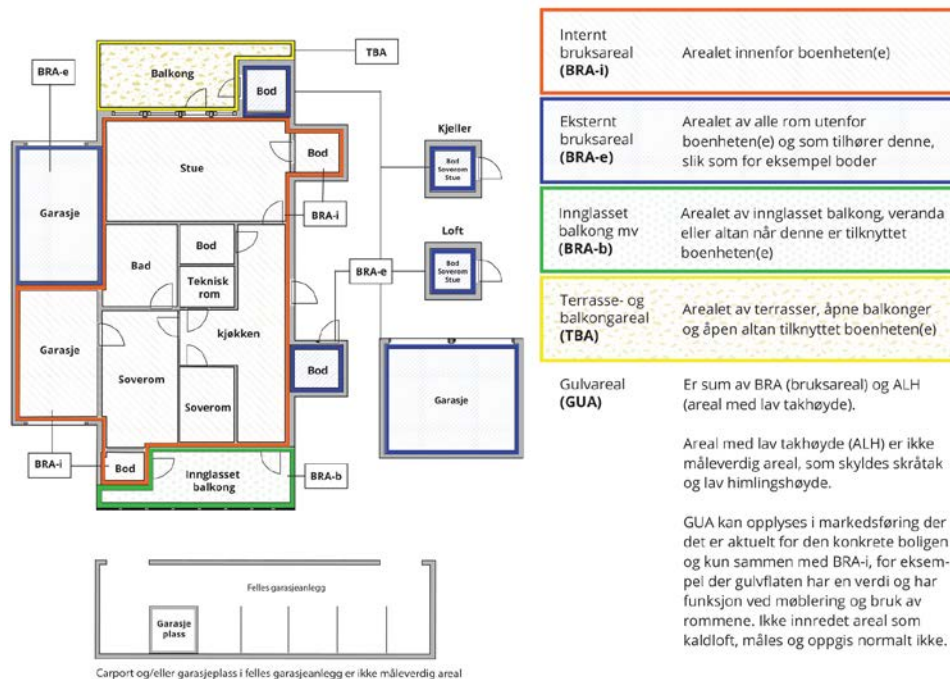 TBA
BRA-e
Balkong
Bod
Kjeller
Bod
Soverom
Stue
Stue
Bod
Garasje
BRA-i
Loft
Bod
Bod
Soverom
Stue
Bad
Teknisk
rom
BRA-e
kjøkken
Garasje
Bod
Soverom
Garasje
Soverom
BRA-i
Bod
Innglasset
balkong
BRA-b
Felles garasjeanlegg
Garasje
plass
Carport og/eller garasjeplass i felles garasjeanlegg er ikke måleverdig areal
Internt
bruksareal
(BRA-i)
Arealet innenfor boenheten(e)
Eksternt
bruksareal
(BRA-e)
Arealet av alle rom utenfor
boenheten(e) og som tilhører denne,
slik som for eksempel boder
Innglasset
balkong mv
(BRA-b)
Arealet av innglasset balkong, veranda
eller altan når denne er tilknyttet
boenheten(e)
Terrasse- og
balkongareal
(TBA)
Arealet av terrasser, åpne balkonger
og åpen altan tilknyttet boenheten(e)
Gulvareal
(GUA)
Er sum av BRA (bruksareal) og ALH
(areal med lav takhøyde).
Areal med lav takhøyde (ALH) er ikke
måleverdig areal, som skyldes skråtak
og lav himlingshøyde.
GUA kan opplyses i markedsføring der
det er aktuelt for den konkrete boligen
og kun sammen med BRA-i, for eksem-
pel der gulvflaten har en verdi og har
funksjon ved møblering og bruk av
rommene. Ikke innredet areal som
kaldloft, måles og oppgis normalt ikke.